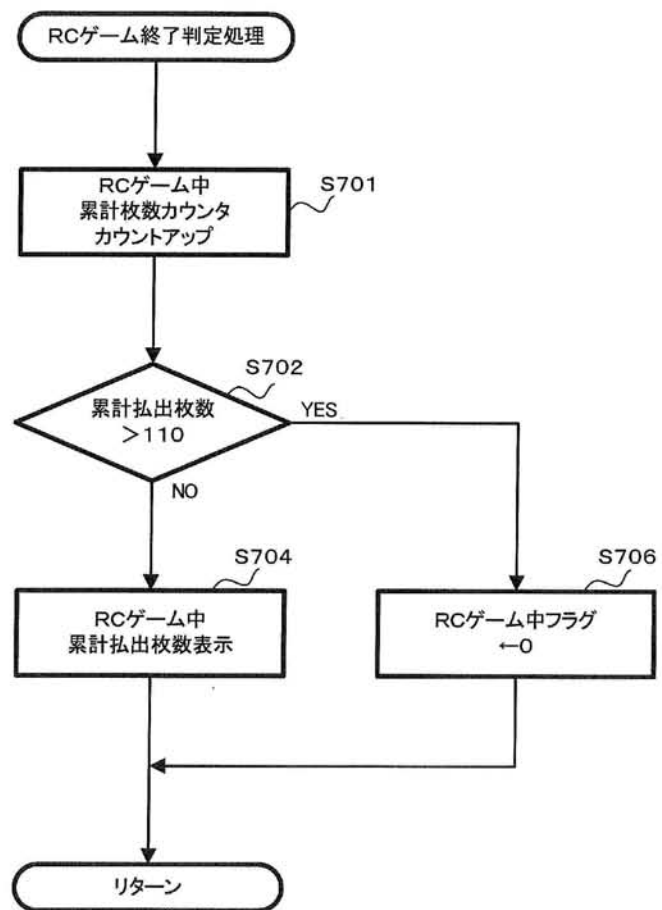 RCゲーム終了判定処理
RCゲーム中
累計枚数カウンタ
カウントアップ
S701
S702
累計払出枚数
>110
YES
NO
S704
RCゲーム中
累計払出枚数表示
S706
RCゲーム中フラグ
←0
リターン